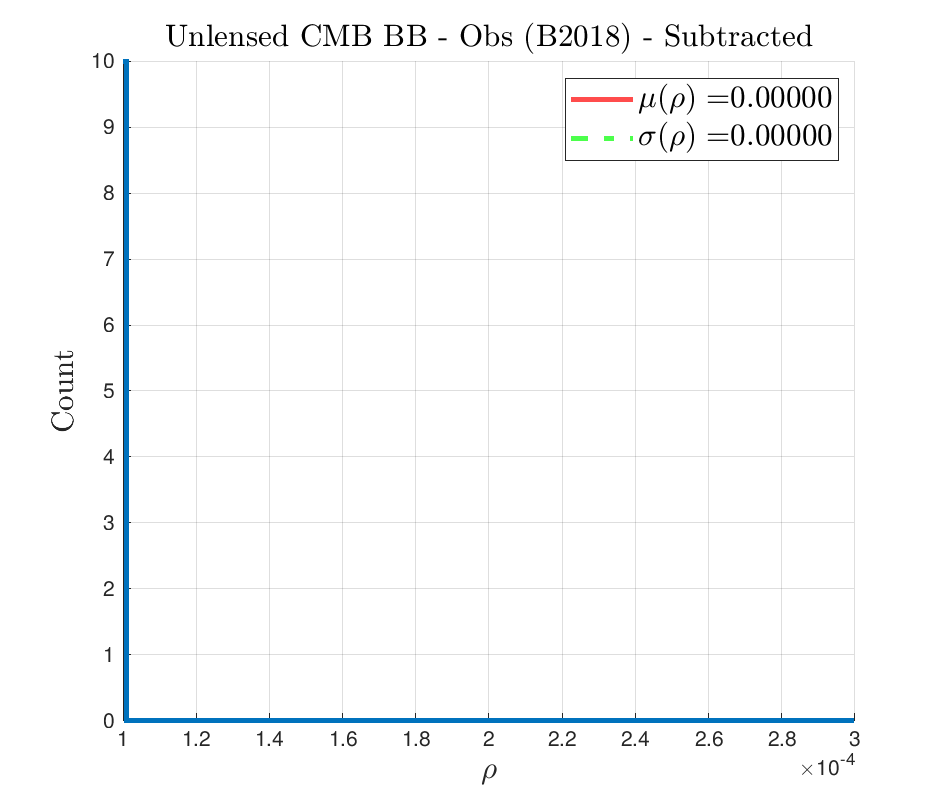 Unlensed CMB BB - Obs (B2018) - Subtracted
10
9
8
7
6
5
4
3
2
1
0
Count
μ(ρ) =0.00000
σ(ρ) =0.00000
1 1.2 1.4 1.6 1.8 2 2.2 2.4 2.6 2.8 3
×10-4
ρ